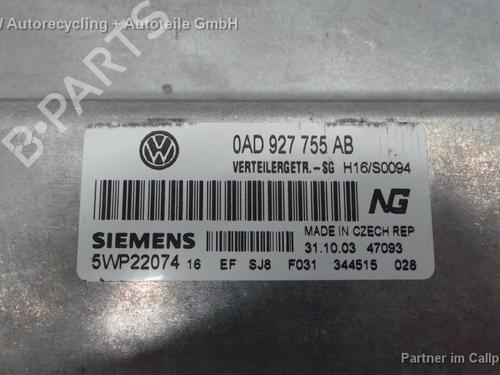 Autorecycling + Autoteile GmbH
B-PARTS
0AD 927 755 AB
VERTEILERGETR.-SG H16/S0094
NG
SIEMENS
MADE IN CZECH REP
31.10.03 47093
5WP22074 16 EF SJ8 F031 344515 028
Partner im Callp